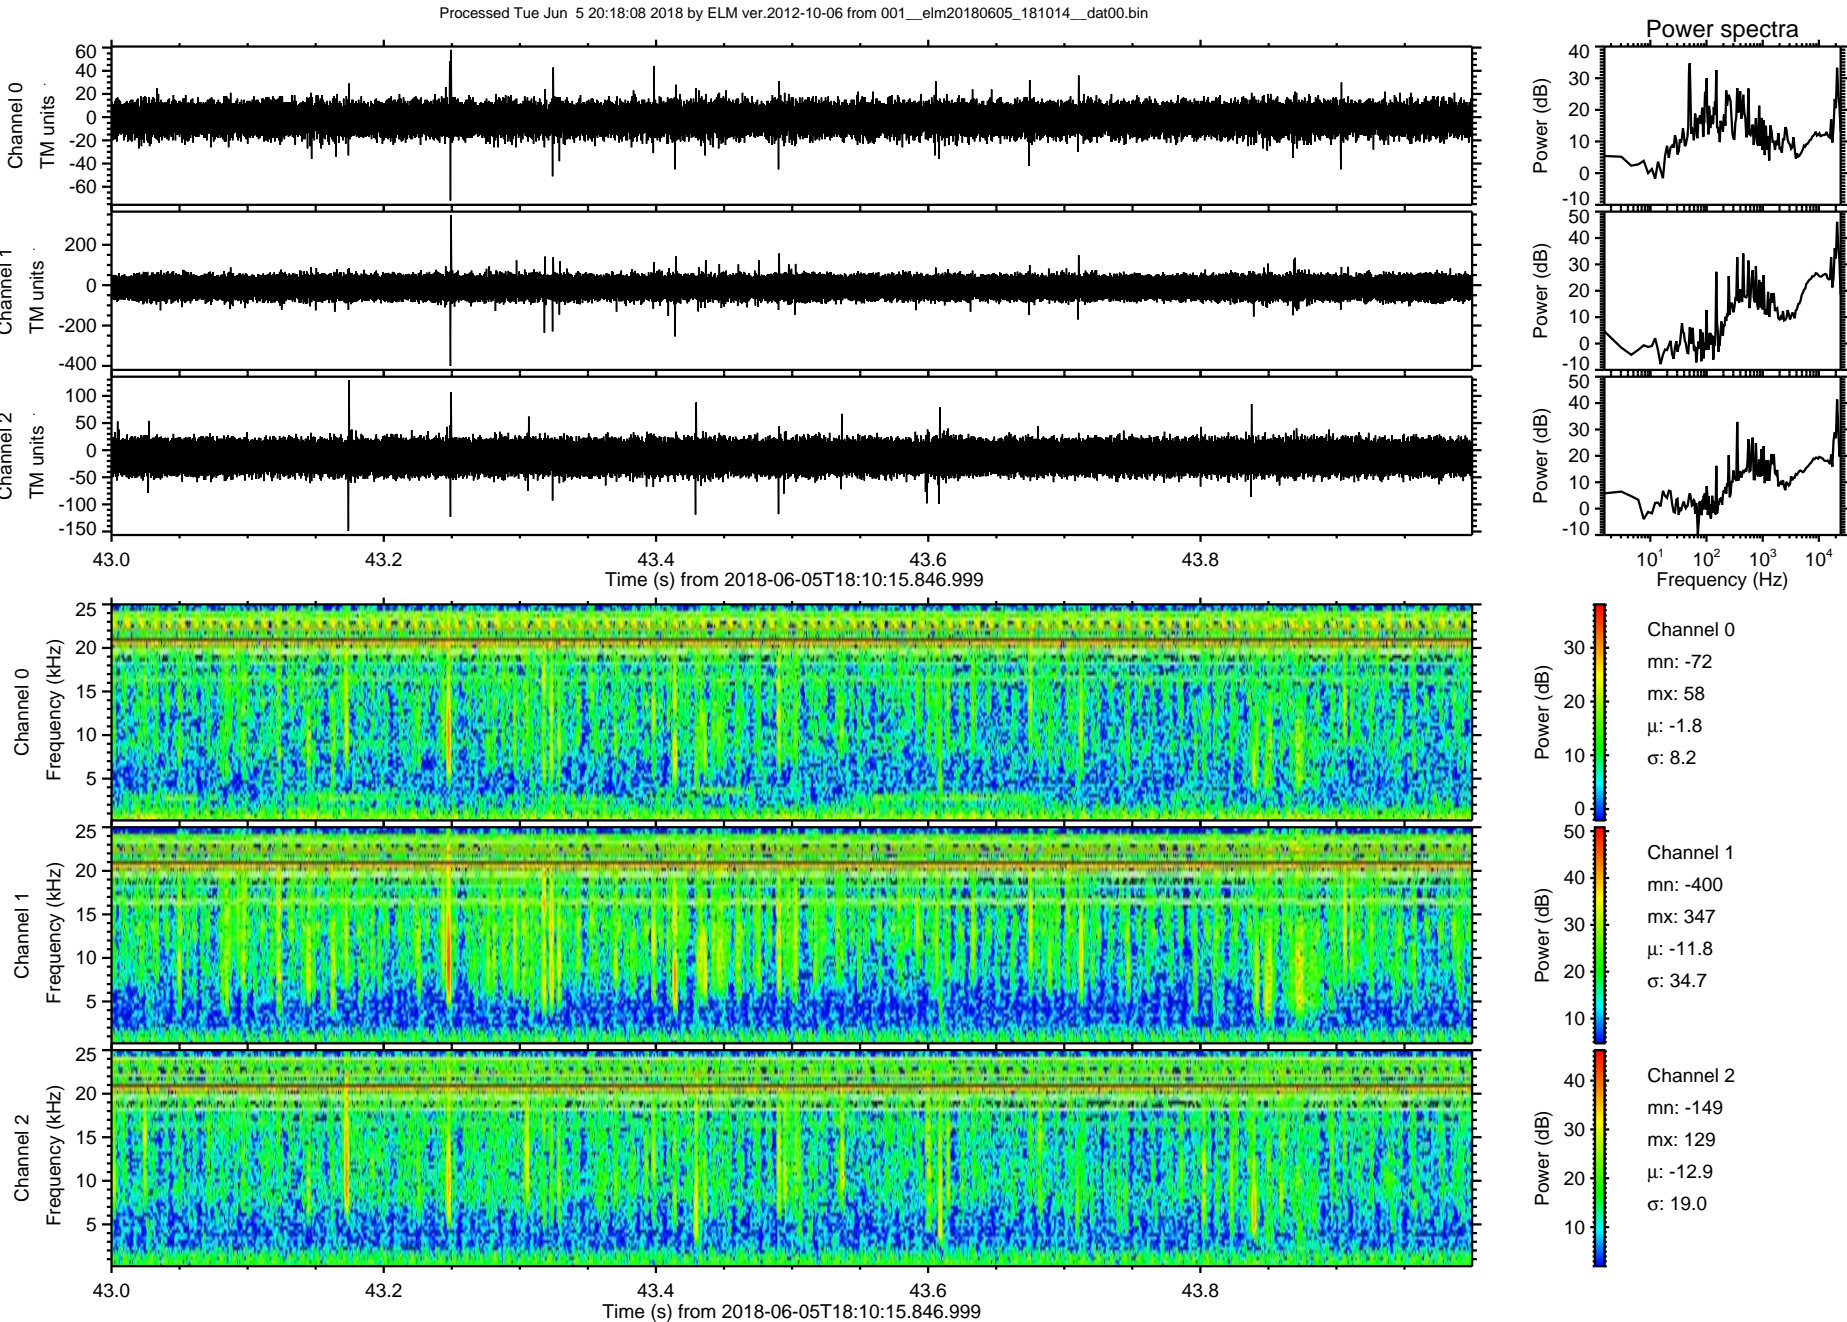 Processed Tue Jun  5 20:18:08 2018 by ELM ver.2012-10-06 from 001__elm20180605_181014__dat00.bin
Power spectra
Channel 0
TM units
60
40
20
0
-20
-40
-60
Power (dB)
40
30
20
10
0
-10
Channel 1
TM units
200
0
-200
-400
Power (dB)
50
40
30
20
10
0
-10
Channel 2
TM units
100
50
0
-50
-100
-150
Power (dB)
50
40
30
20
10
0
-10
43.0 43.2 43.4 43.6 43.8
Time (s) from 2018-06-05T18:10:15.846.999
10^1 10^2 10^3 10^4
Frequency (Hz)
Channel 0
Frequency (kHz)
25
20
15
10
5
Power (dB)
30
20
10
0
Channel 0
mn: -72
mx: 58
μ: -1.8
σ: 8.2
Channel 1
Frequency (kHz)
25
20
15
10
5
Power (dB)
50
40
30
20
10
Channel 1
mn: -400
mx: 347
μ: -11.8
σ: 34.7
Channel 2
Frequency (kHz)
25
20
15
10
5
Power (dB)
40
30
20
10
Channel 2
mn: -149
mx: 129
μ: -12.9
σ: 19.0
43.0 43.2 43.4 43.6 43.8
Time (s) from 2018-06-05T18:10:15.846.999